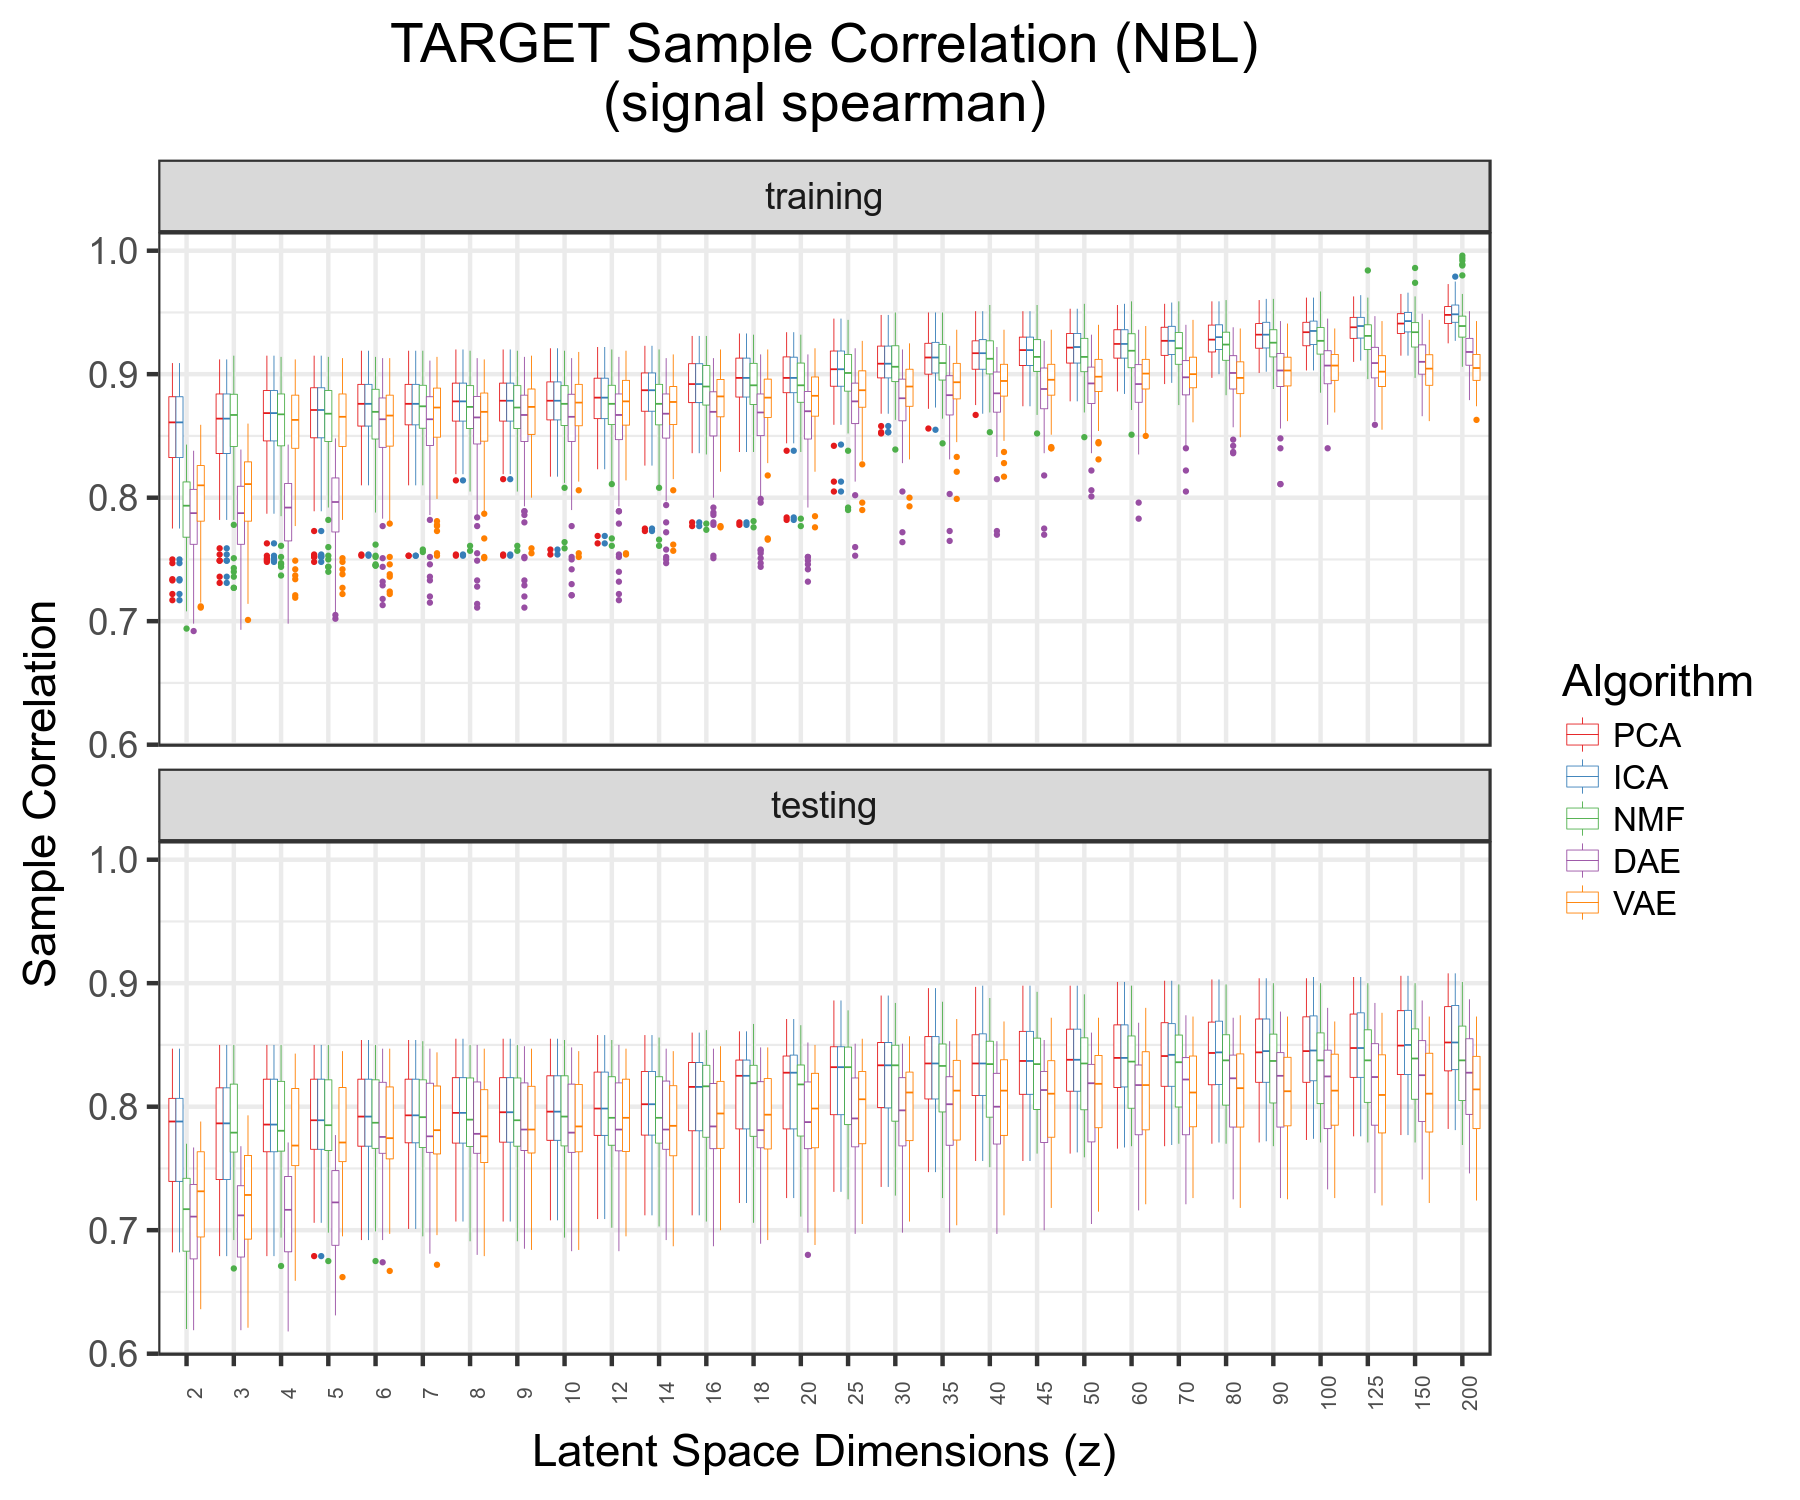 TARGET Sample Correlation (NBL)
(signal spearman)
training
1.0
0.9
0.8
0.7
0.6
testing
1.0
0.9
0.8
0.7
0.6
Sample Correlation
2 3 4 5 6 7 8 9 10 12 14 16 18 20 25 30 35 40 45 50 60 70 80 90 100 125 150 200
Latent Space Dimensions (z)
Algorithm
PCA
ICA
NMF
DAE
VAE